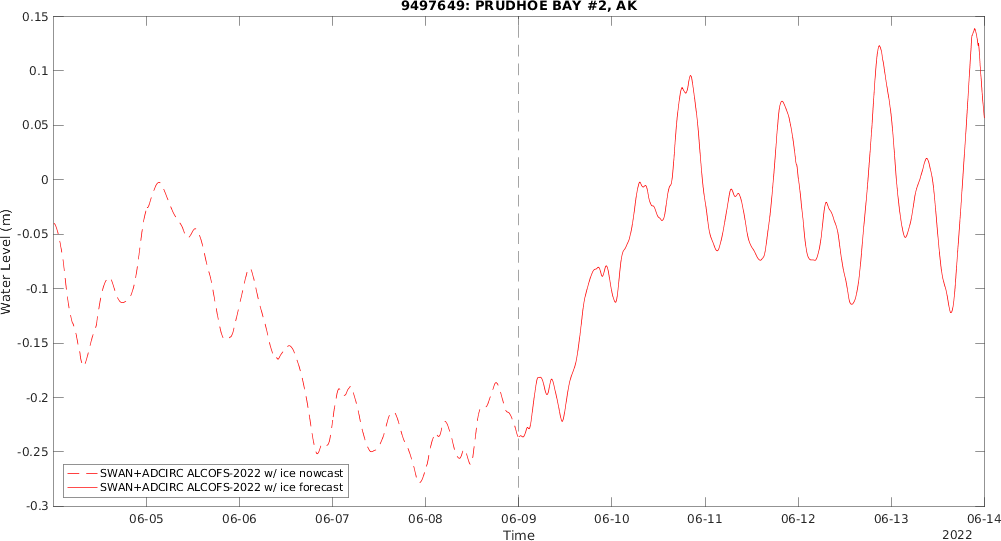 9497649: PRUDHOE BAY #2, AK
0.15
0.1
0.05
0
-0.05
-0.1
-0.15
-0.2
-0.25
-0.3
Water Level (m)
SWAN+ADCIRC ALCOFS-2022 w/ ice nowcast
SWAN+ADCIRC ALCOFS-2022 w/ ice forecast
06-05 06-06 06-07 06-08 06-09 06-10 06-11 06-12 06-13 06-14
Time
2022